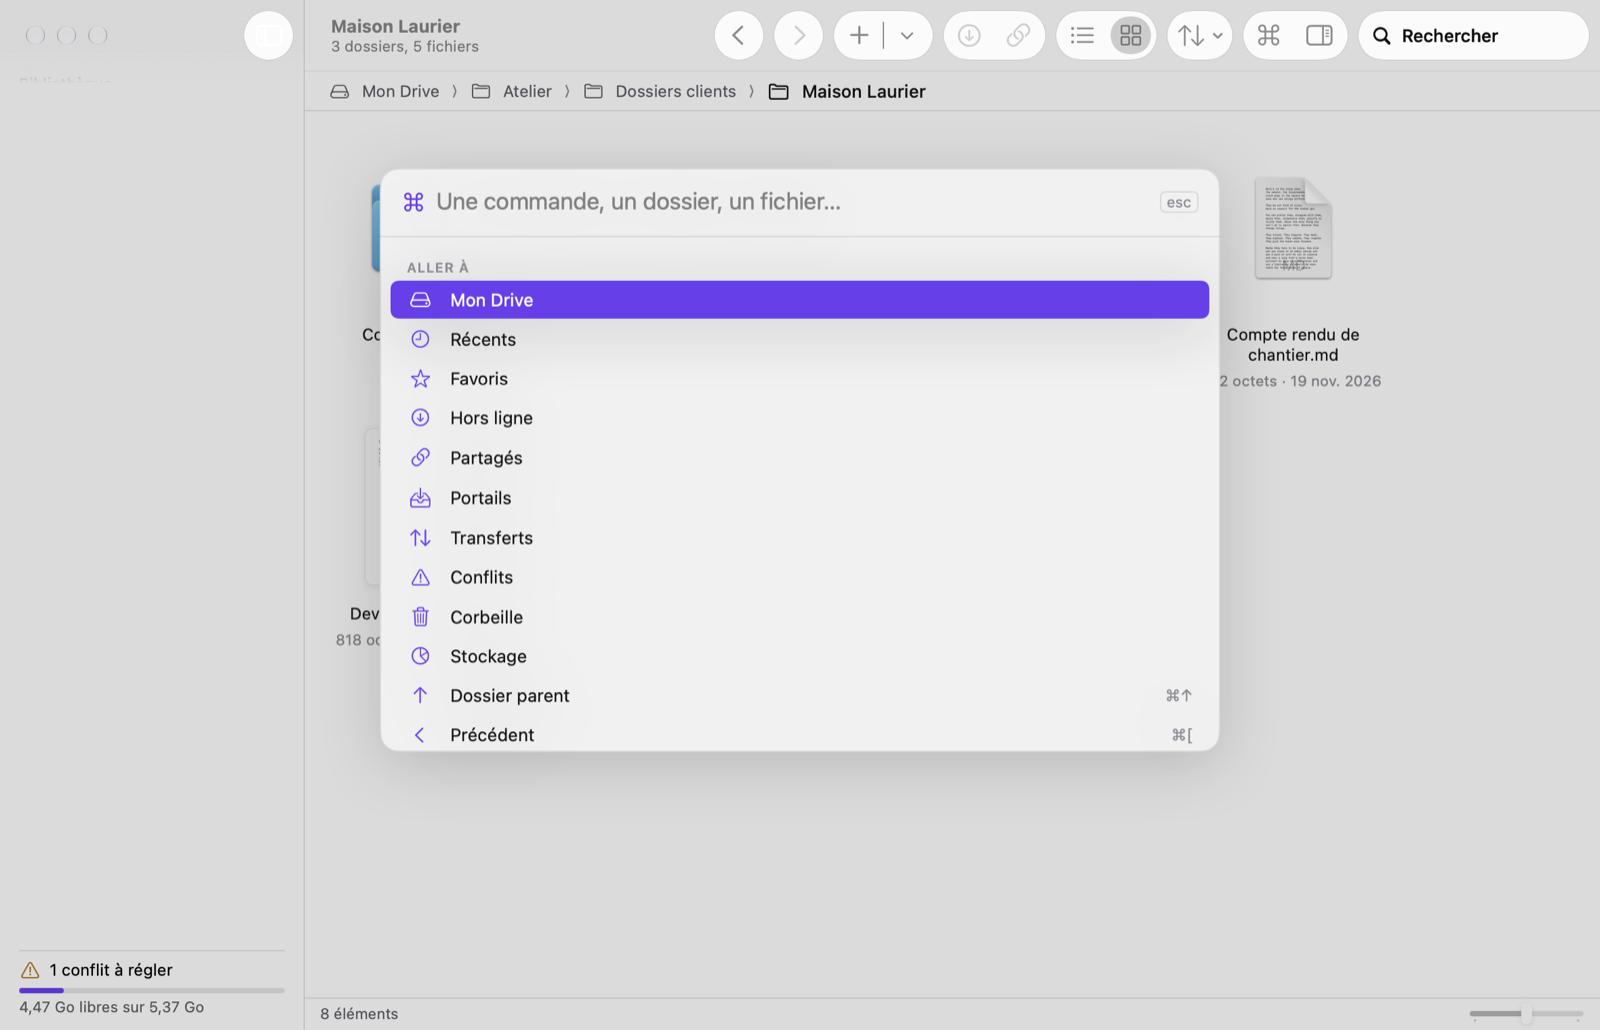 Maison Laurier
3 dossiers, 5 fichiers
Rechercher
Mon Drive
Atelier
Dossiers clients
Maison Laurier
Une commande, un dossier, un fichier...
esc
ALLER À
Mon Drive
Récents
Favoris
Hors ligne
Partagés
Portails
Transferts
Conflits
Corbeille
Stockage
Dossier parent
⌘↑
Précédent
⌘[
Compte rendu de
chantier.md
2 octets · 19 nov. 2026
Dev
818 oc
1 conflit à régler
4,47 Go libres sur 5,37 Go
8 éléments